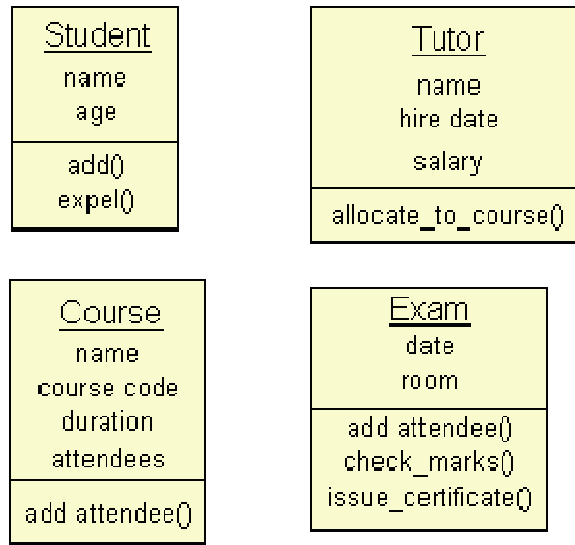 Student
name
age
add()
expel()
Tutor
name
hire date
salary
allocate_to_course()
Course
name
course code
duration
attendees
add attendee()
Exam
date
room
add attendee()
check_marks()
issue_certificate()